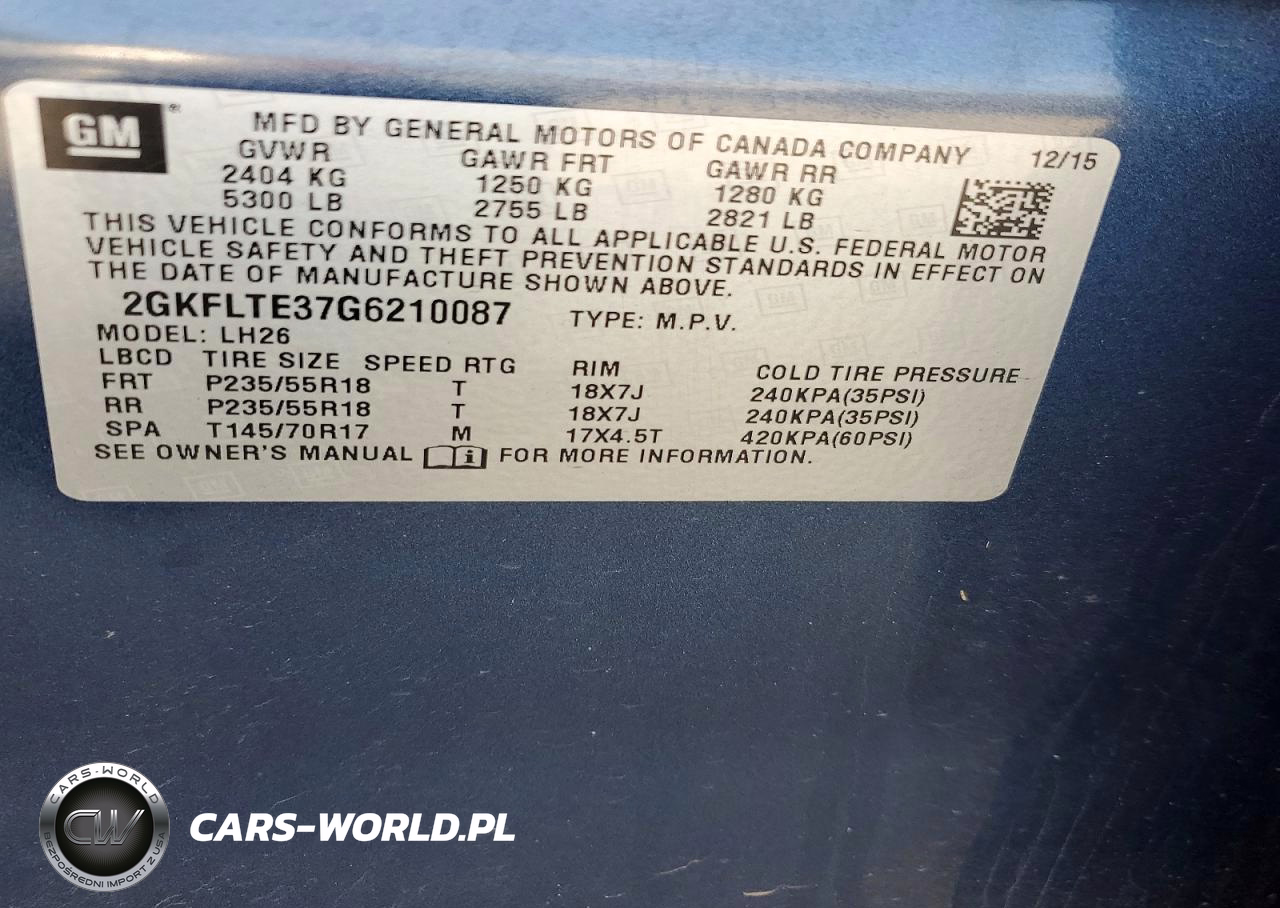 GM®
MFD BY GENERAL MOTORS OF CANADA COMPANY 12/15
GVWR GAWR FRT GAWR RR
2404 KG 1250 KG 1280 KG
5300 LB 2755 LB 2821 LB
THIS VEHICLE CONFORMS TO ALL APPLICABLE U.S. FEDERAL MOTOR
VEHICLE SAFETY AND THEFT PREVENTION STANDARDS IN EFFECT ON
THE DATE OF MANUFACTURE SHOWN ABOVE.
2GKFLTE37G6210087 TYPE: M.P.V.
MODEL: LH26
LBCD TIRE SIZE SPEED RTG RIM COLD TIRE PRESSURE
FRT P235/55R18 T 18X7J 240KPA(35PSI)
RR P235/55R18 T 18X7J 240KPA(35PSI)
SPA T145/70R17 M 17X4.5T 420KPA(60PSI)
SEE OWNER'S MANUAL i FOR MORE INFORMATION.
CARS-WORLD
CW
BEZPOŚREDNI IMPORT Z USA
CARS-WORLD.PL